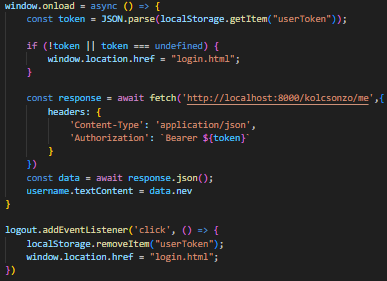 window.onload = async () => {
    const token = JSON.parse(localStorage.getItem("userToken"));

    if (!token || token === undefined) {
        window.location.href = "login.html";
    }

    const response = await fetch('http://localhost:8000/kolcsonzo/me',{
        headers: {
            'Content-Type': 'application/json',
            'Authorization': `Bearer ${token}`
        }
    })
    const data = await response.json();
    username.textContent = data.nev
}

logout.addEventListener('click', () => {
    localStorage.removeItem("userToken");
    window.location.href = "login.html";
})